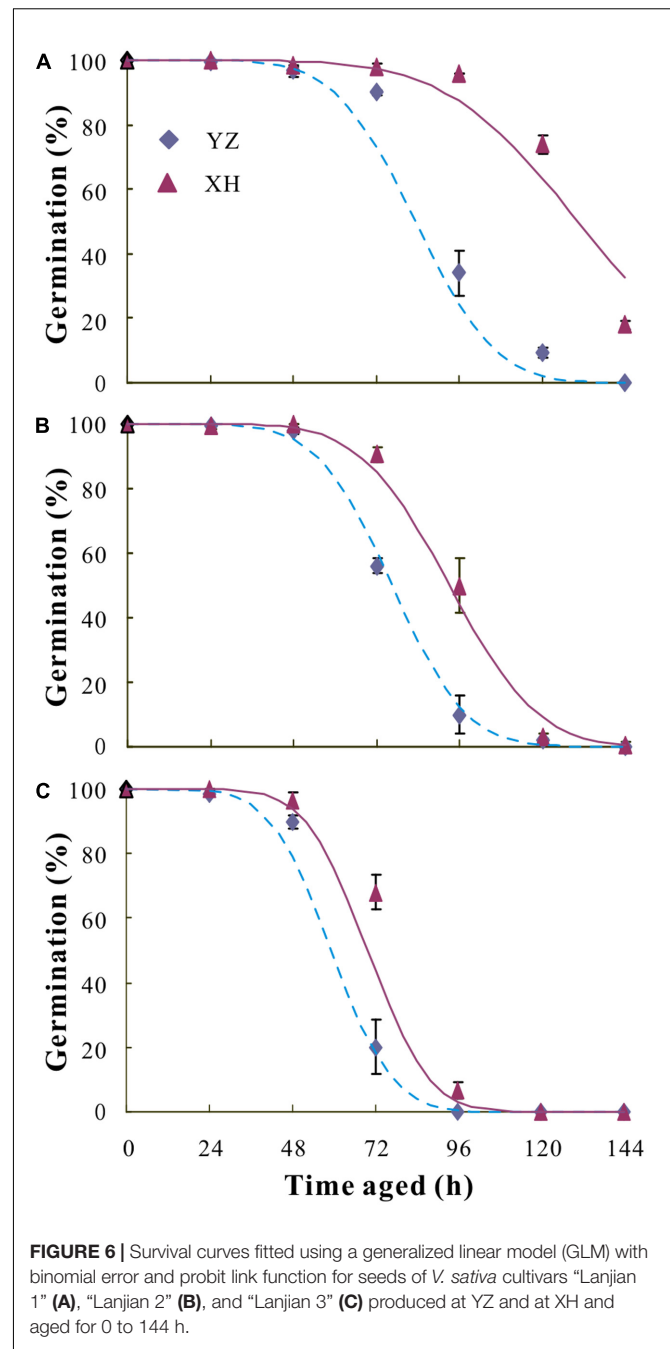 A
Germination (%)
100
80
60
40
20
0
YZ
XH
B
Germination (%)
100
80
60
40
20
0
C
Germination (%)
100
80
60
40
20
0
0 24 48 72 96 120 144
Time aged (h)
FIGURE 6 | Survival curves fitted using a generalized linear model (GLM) with
binomial error and probit link function for seeds of V. sativa cultivars “Lanjian
1” (A), “Lanjian 2” (B), and “Lanjian 3” (C) produced at YZ and at XH and
aged for 0 to 144 h.